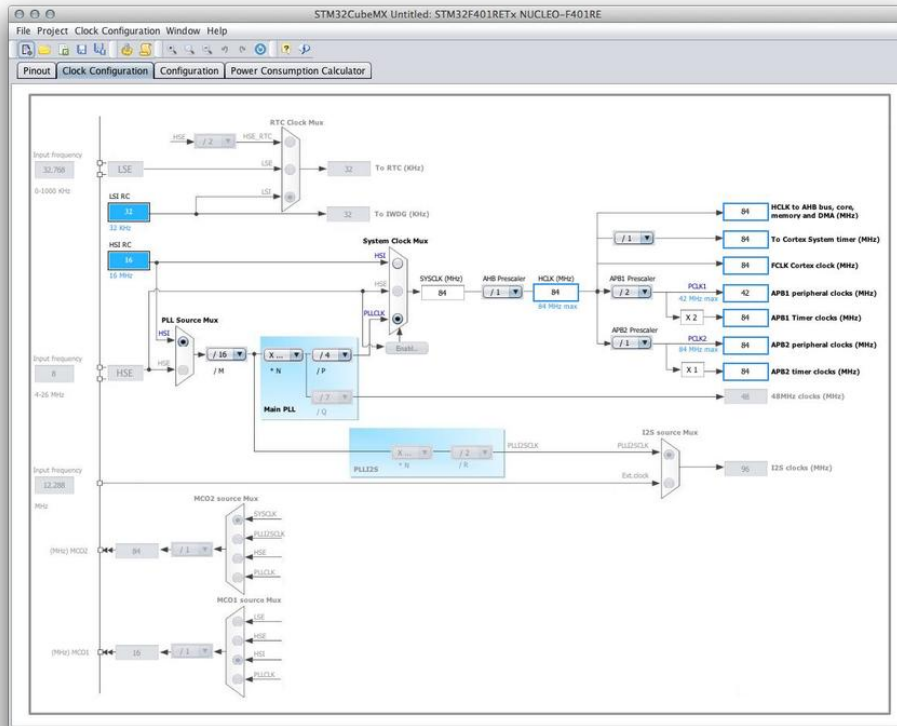 STM32CubeMX Untitled: STM32F401RETx NUCLEO-F401RE
File Project Clock Configuration Window Help
Pinout Clock Configuration Configuration Power Consumption Calculator
RTC Clock Mux
HSE / 2 HSE_RTC
Input frequency
32.768
0-1000 KHz
LSE
LSE
32 To RTC (KHz)
LSI RC
32
32 KHz
LSI
32 To IWDG (KHz)
HSI RC
16
16 MHz
System Clock Mux
HSI
HSE
PLLCLK
Enabl...
SYSCLK (MHz)
84
AHB Prescaler
/ 1
HCLK (MHz)
84
84 MHz max
84 HCLK to AHB bus, core,
memory and DMA (MHz)
/ 1
84 To Cortex System timer (MHz)
84 FCLK Cortex clock (MHz)
APB1 Prescaler
/ 2
PCLK1
42 MHz max
42 APB1 peripheral clocks (MHz)
X 2
84 APB1 Timer clocks (MHz)
APB2 Prescaler
/ 1
PCLK2
84 MHz max
84 APB2 peripheral clocks (MHz)
X 1
84 APB2 timer clocks (MHz)
PLL Source Mux
HSI
HSE
/ 16
/ M
X ...
* N
/ 4
/ P
/ 7
/ Q
Main PLL
48 48MHz clocks (MHz)
Input frequency
8
4-26 MHz
HSE
PLLI2S
X ...
* N
/ 2
/ R
PLLI2SCLK
I2S source Mux
PLLI2SCLK
Ext.clock
96 I2S clocks (MHz)
Input frequency
12.288
MHz
MCO2 source Mux
SYSCLK
PLLI2SCLK
HSE
PLLCLK
(MHz) MCO2 84 / 1
MCO1 source Mux
LSE
HSE
HSI
PLLCLK
(MHz) MCO1 16 / 1